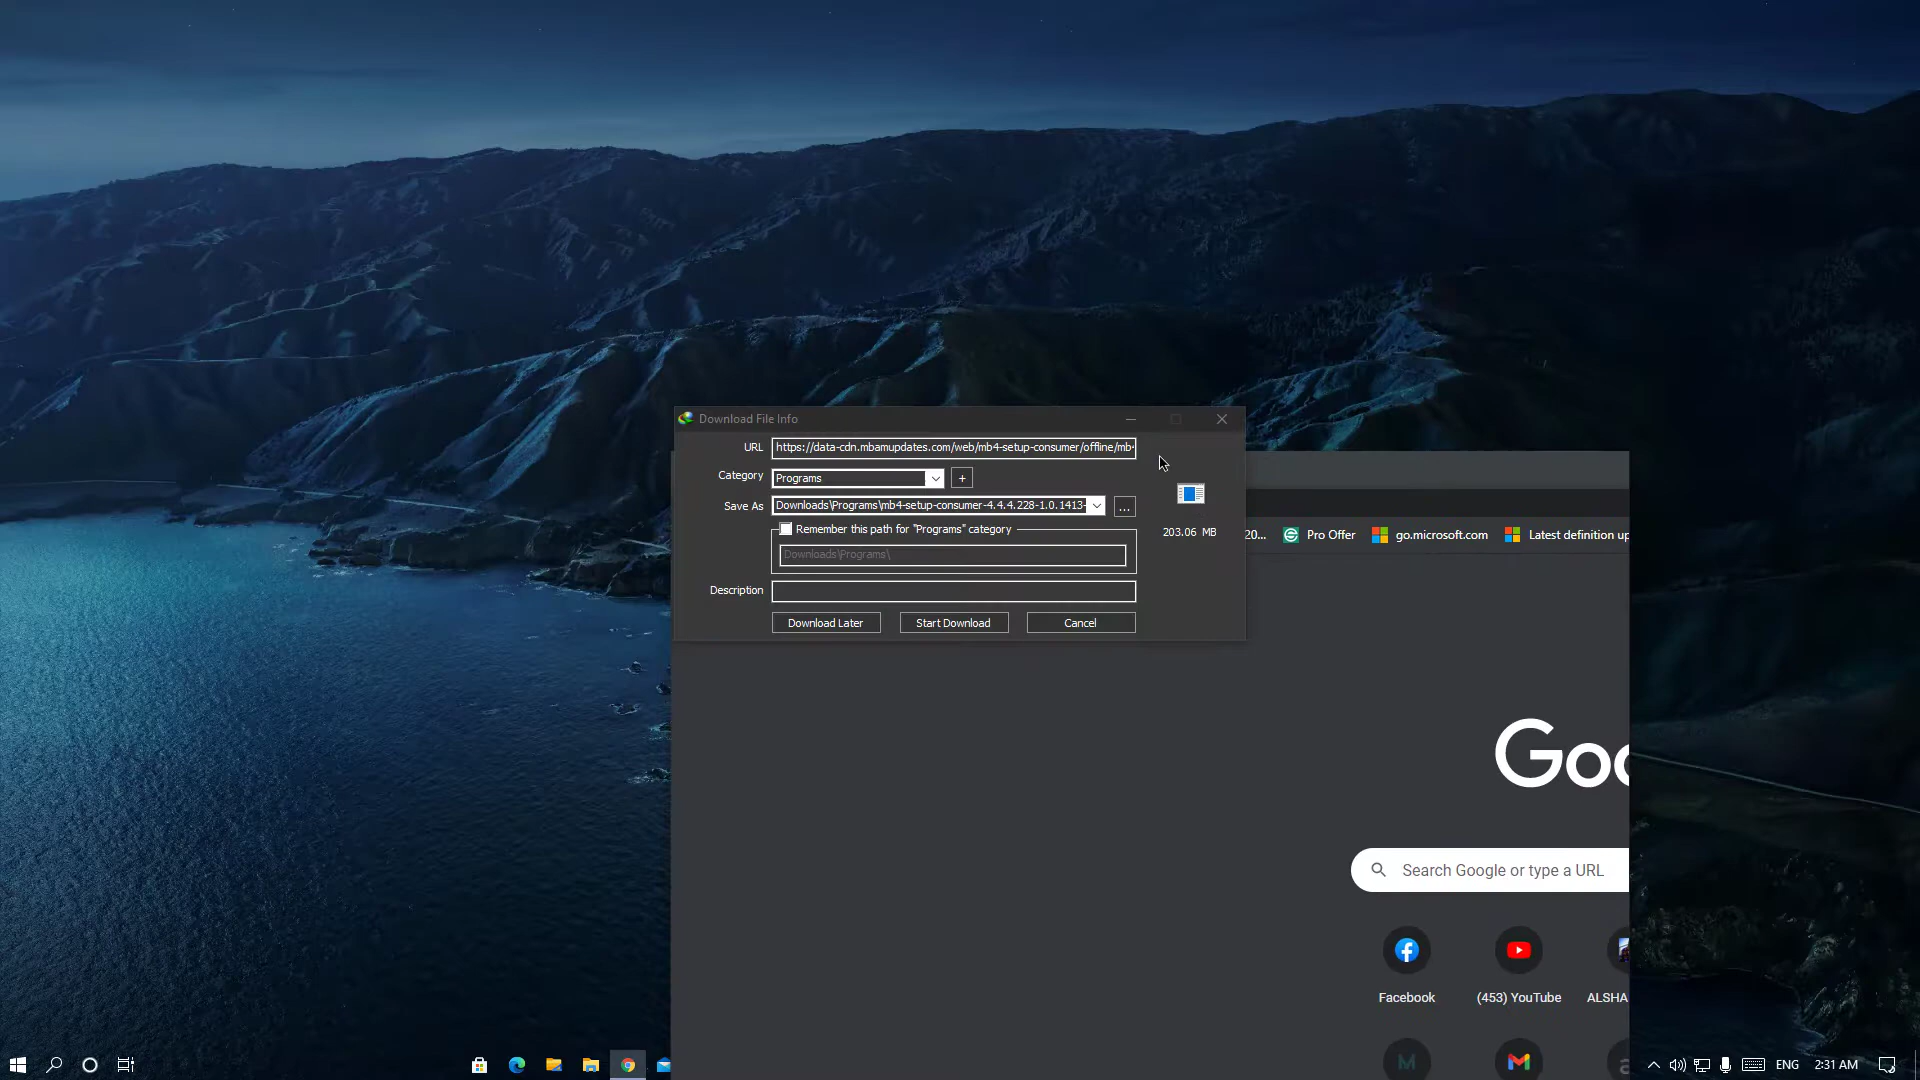 Download File Info
URL
https://data-cdn.mbamupdates.com/web/mb4-setup-consumer/offline/mb4
Category
Programs
+
Save As
Downloads\Programs\mb4-setup-consumer-4.4.4.228-1.0.1413-
...
Remember this path for "Programs" category
203.06 MB
Downloads\Programs\
Description
Download Later
Start Download
Cancel
20...
Pro Offer
go.microsoft.com
Latest definition up
Goo
Search Google or type a URL
Facebook
(453) YouTube
ALSHA
M
ENG
2:31 AM